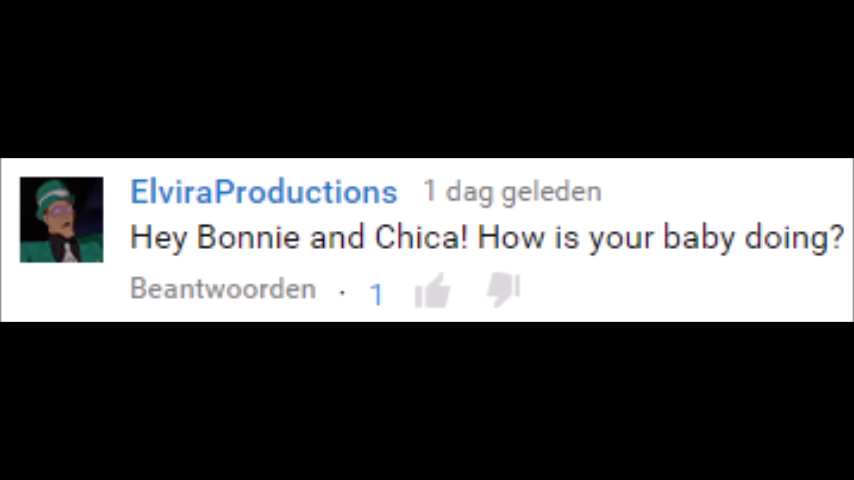 ElviraProductions 1 dag geleden
Hey Bonnie and Chica! How is your baby doing?
Beantwoorden · 1